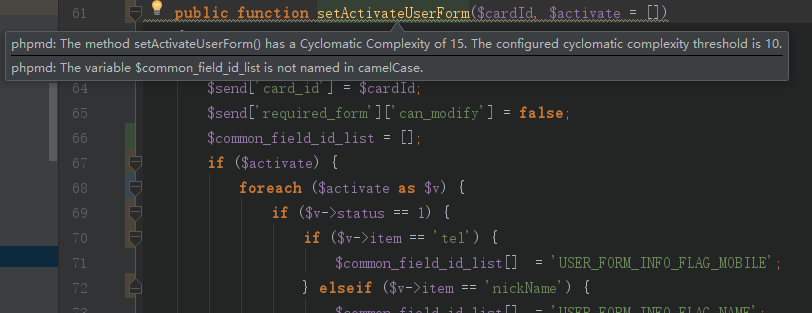 61 public function setActivateUserForm($cardId, $activate = [])
phpmd: The method setActivateUserForm() has a Cyclomatic Complexity of 15. The configured cyclomatic complexity threshold is 10.
phpmd: The variable $common_field_id_list is not named in camelCase.
64 $send['card_id'] = $cardId;
65 $send['required_form']['can_modify'] = false;
66 $common_field_id_list = [];
67 if ($activate) {
68 foreach ($activate as $v) {
69 if ($v->status == 1) {
70 if ($v->item == 'tel') {
71 $common_field_id_list[] = 'USER_FORM_INFO_FLAG_MOBILE';
72 } elseif ($v->item == 'nickName') {
$common_field_id_list[] = 'USER_FORM_INFO_FLAG_NAME';